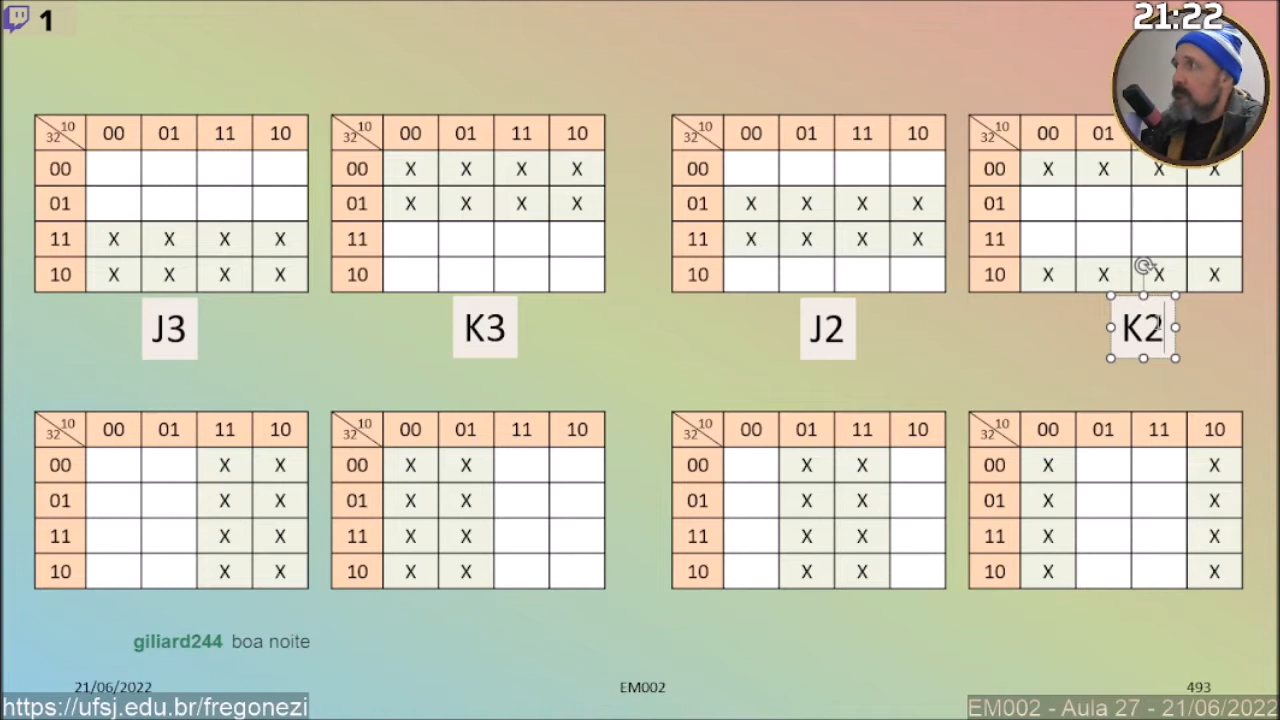 1
21:22
10 00 01 11 10
32
00
01
11 X X X X
10 X X X X
J3
10 00 01 11 10
32
00 X X X X
01 X X X X
11
10
K3
10 00 01 11 10
32
00
01 X X X X
11 X X X X
10
J2
10 00 01
32
00 X X X X
01
11
10 X X X X
K2
10 00 01 11 10
32
00 X X
01 X X
11 X X
10 X X
10 00 01 11 10
32
00 X X
01 X X
11 X X
10 X X
10 00 01 11 10
32
00 X X
01 X X
11 X X
10 X X
10 00 01 11 10
32
00 X X
01 X X
11 X X
10 X X
giliard244 boa noite
21/06/2022 EM002 493
https://ufsj.edu.br/fregonezi EM002 - Aula 27 - 21/06/2022